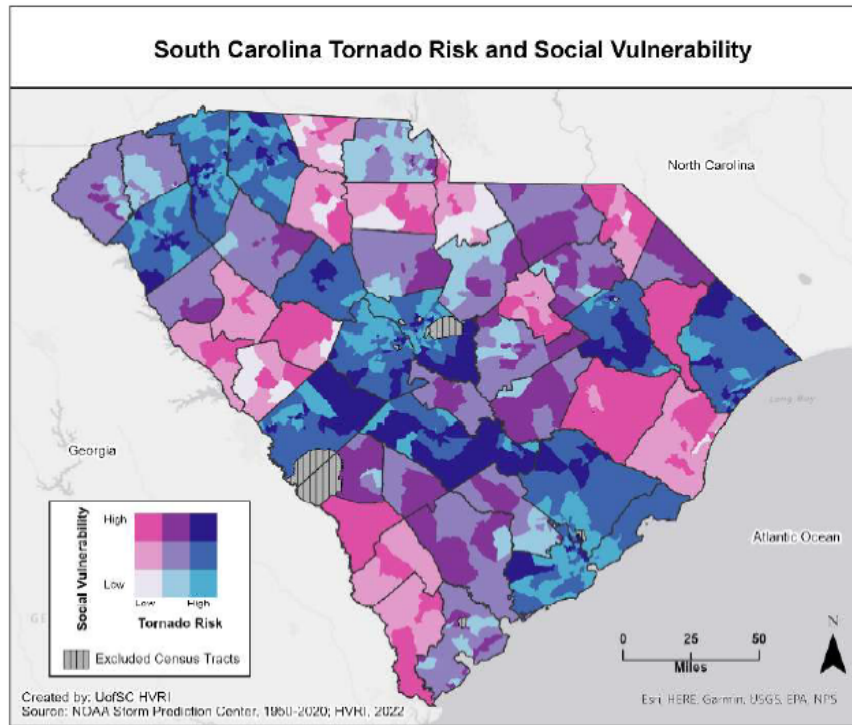 South Carolina Tornado Risk and Social Vulnerability
North Carolina
Georgia
Atlantic Ocean
Social Vulnerability
High
Low
Low
High
Tornado Risk
Excluded Census Tracts
N
0 25 50
Miles
Created by: UofSC HVRI
Source: NOAA Storm Prediction Center, 1950-2020; HVRI, 2022
Esri, HERE, Garmin, USGS, EPA, NPS